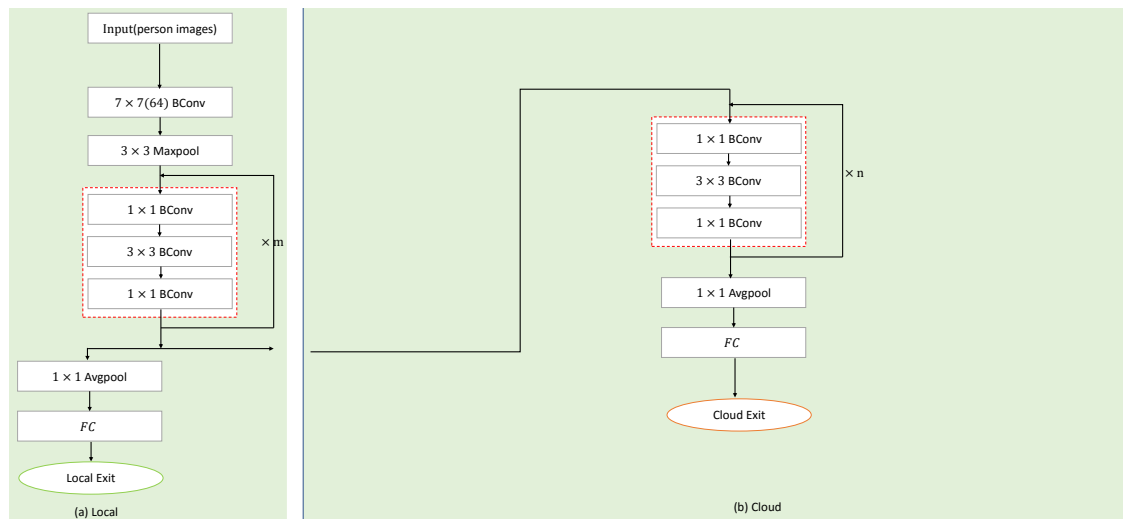 Input(person images)
7 × 7(64) BConv
3 × 3 Maxpool
1 × 1 BConv
3 × 3 BConv
1 × 1 BConv
× m
1 × 1 Avgpool
FC
Local Exit
(a) Local
1 × 1 BConv
3 × 3 BConv
1 × 1 BConv
× n
1 × 1 Avgpool
FC
Cloud Exit
(b) Cloud